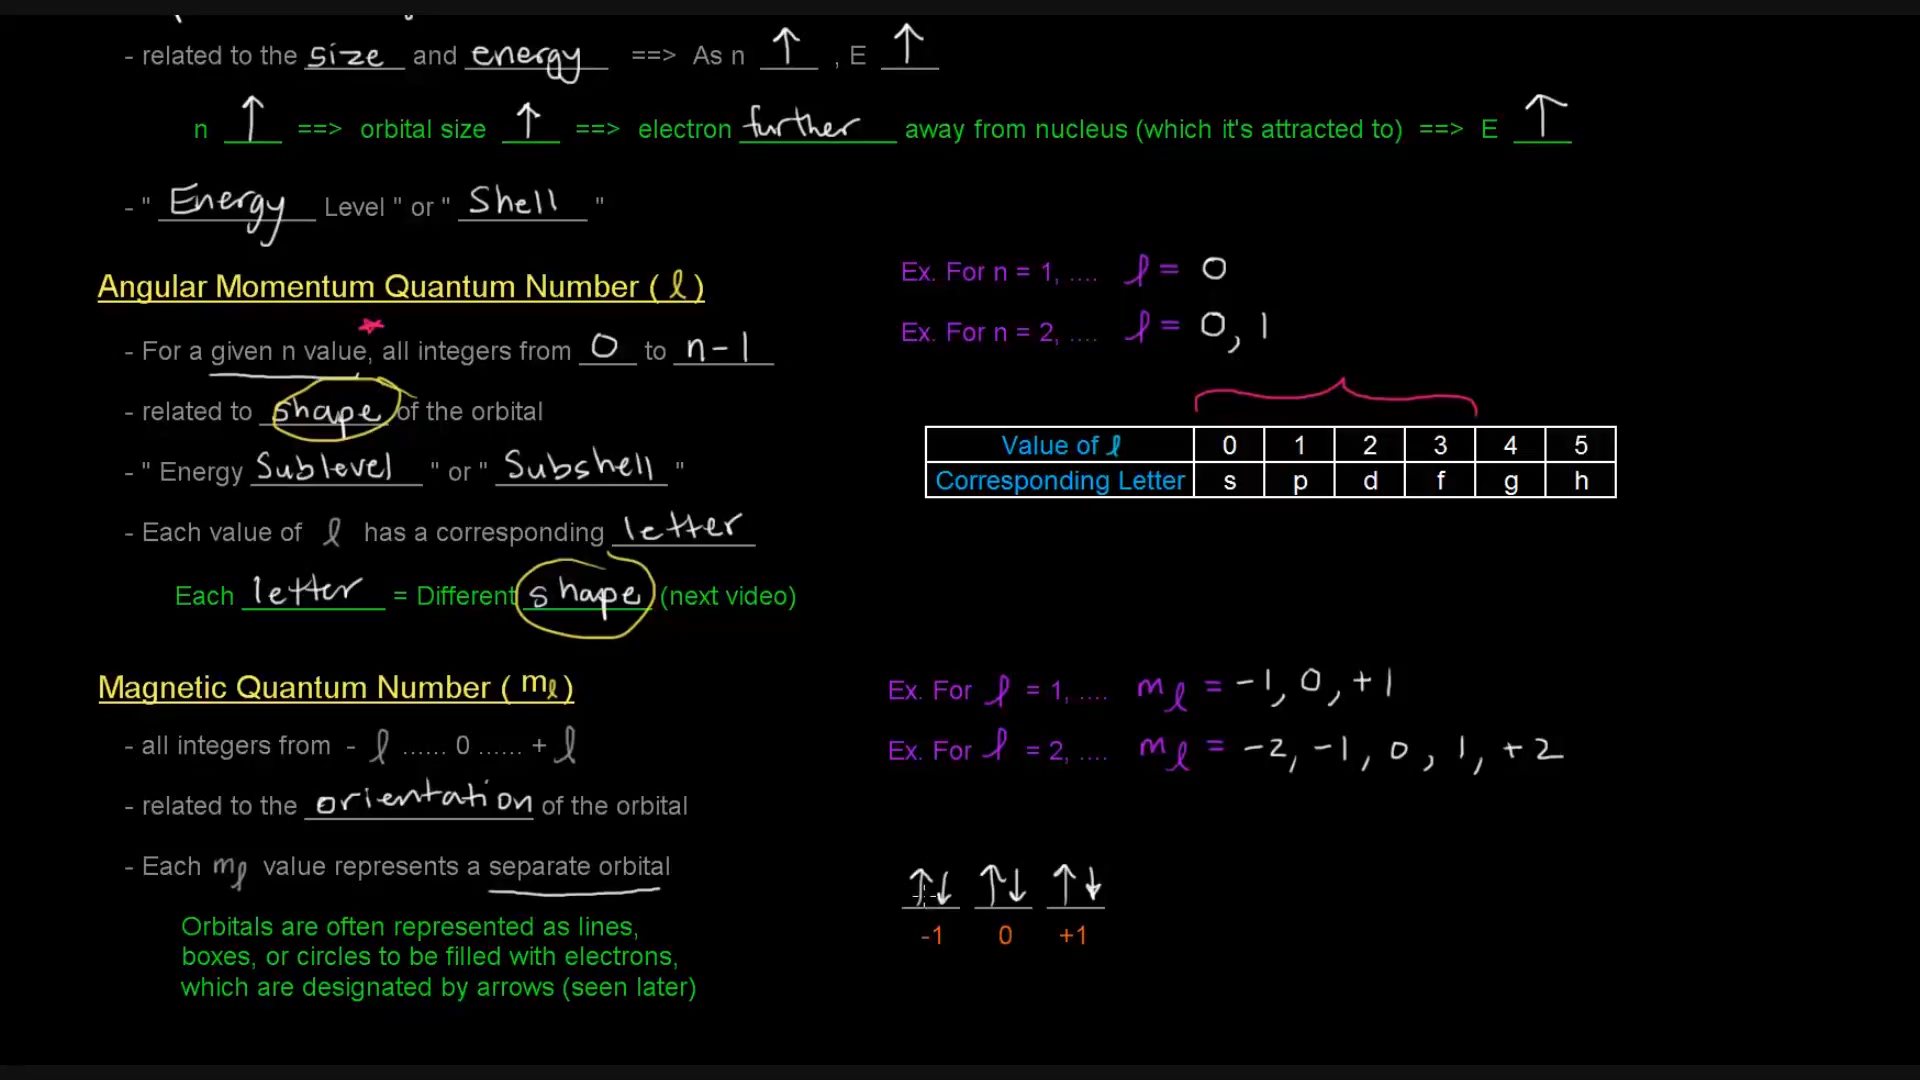 - related to the size and energy ==> As n ↑ , E ↑
n ↑ ==> orbital size ↑ ==> electron further away from nucleus (which it's attracted to) ==> E ↑
- " Energy Level " or " Shell "
Angular Momentum Quantum Number ( ℓ )
- For a given n value, all integers from 0 to n-1
- related to shape of the orbital
- " Energy Sublevel " or " Subshell "
- Each value of ℓ has a corresponding letter
Each letter = Different shape (next video)
Ex. For n = 1, .... ℓ = 0
Ex. For n = 2, .... ℓ = 0, 1
Value of ℓ 0 1 2 3 4 5
Corresponding Letter s p d f g h
Magnetic Quantum Number ( mℓ )
- all integers from - ℓ ...... 0 ...... + ℓ
- related to the orientation of the orbital
- Each mℓ value represents a separate orbital
Orbitals are often represented as lines,
boxes, or circles to be filled with electrons,
which are designated by arrows (seen later)
Ex. For ℓ = 1, .... mℓ = -1, 0, +1
Ex. For ℓ = 2, .... mℓ = -2, -1, 0, 1, +2
↑↓ ↑↓ ↑↓
-1 0 +1